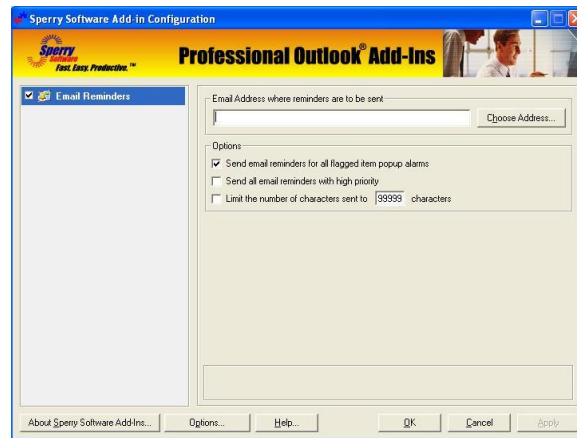 Sperry Software Add-in Configuration
Sperry
Software
Fast. Easy. Productive.™
Professional Outlook® Add-Ins
Email Reminders
Email Address where reminders are to be sent
Choose Address...
Options
Send email reminders for all flagged item popup alarms
Send all email reminders with high priority
Limit the number of characters sent to 99999 characters
About Sperry Software Add-Ins...
Options...
Help...
OK
Cancel
Apply